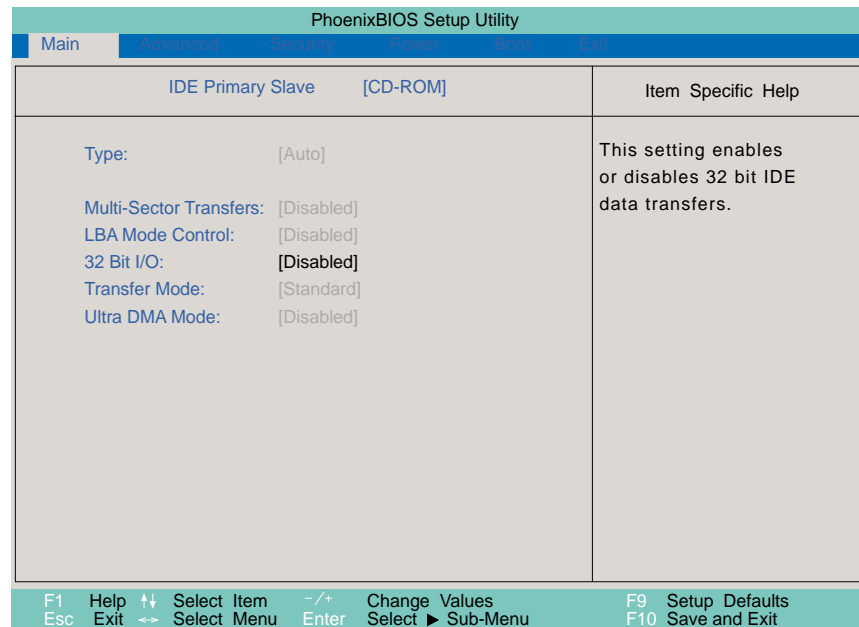 PhoenixBIOS Setup Utility
Main Advanced Security Power Boot Exit
IDE Primary Slave [CD-ROM]
Item Specific Help
Type: [Auto]
Multi-Sector Transfers: [Disabled]
LBA Mode Control: [Disabled]
32 Bit I/O: [Disabled]
Transfer Mode: [Standard]
Ultra DMA Mode: [Disabled]
This setting enables
or disables 32 bit IDE
data transfers.
F1 Help ↑↓ Select Item -/+ Change Values F9 Setup Defaults
Esc Exit ↔ Select Menu Enter Select ▶ Sub-Menu F10 Save and Exit